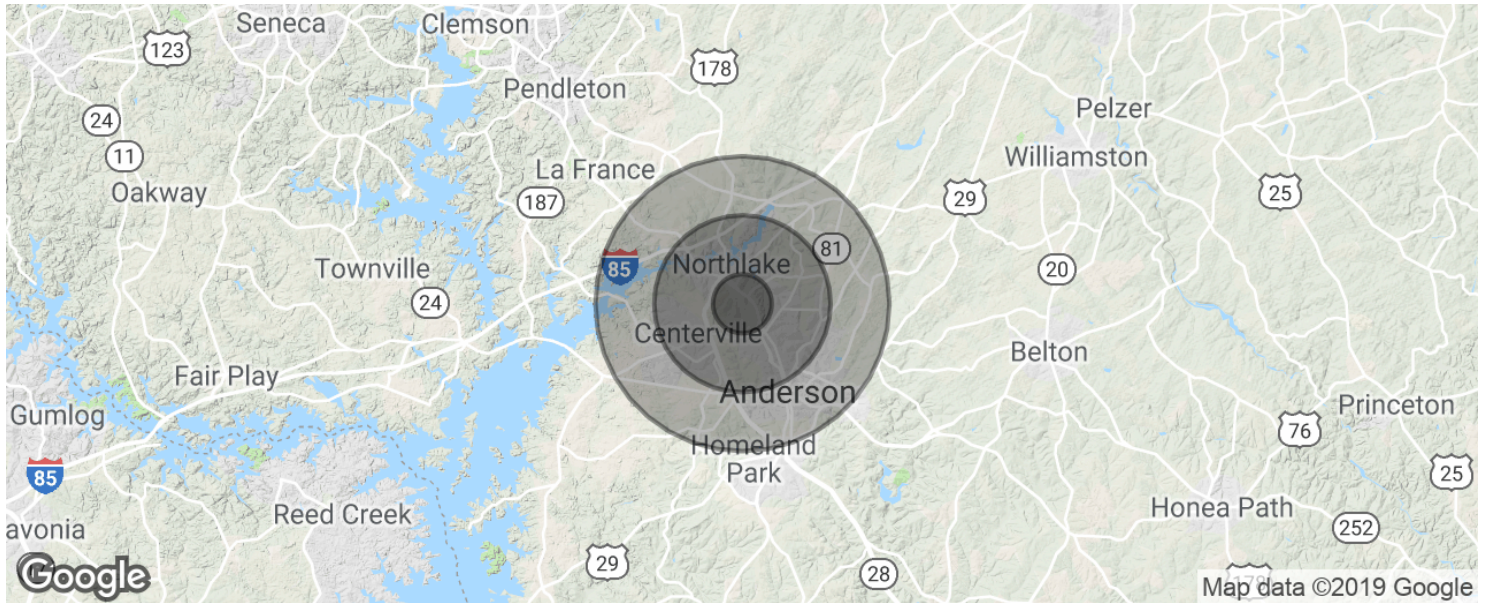 Seneca
Clemson
123
178
Pendleton
24
Pelzer
11
Williamston
La France
Oakway
187
29
25
81
Northlake
85
Townville
20
24
Centerville
Belton
Fair Play
Anderson
Gumlog
Princeton
Homeland
Park
76
85
25
Reed Creek
Honea Path
avonia
252
29
28
Google
178
Map data ©2019 Google